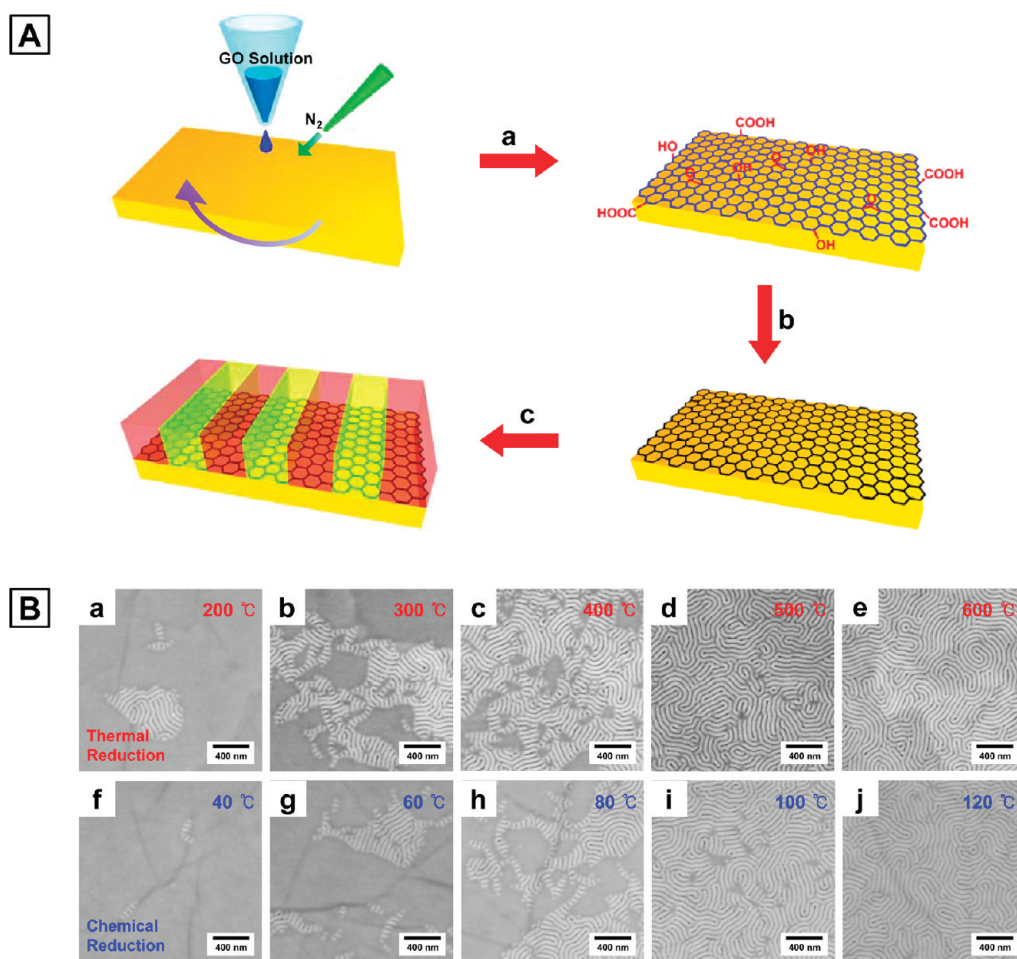 A
GO Solution
N2
a
COOH
HO
OH
O
OH
O
COOH
O
HOOC
COOH
OH
b
c
B
a
200 ℃
Thermal
Reduction
400 nm
b
300 ℃
400 nm
c
400 ℃
400 nm
d
500 ℃
400 nm
e
600 ℃
400 nm
f
40 ℃
Chemical
Reduction
400 nm
g
60 ℃
400 nm
h
80 ℃
400 nm
i
100 ℃
400 nm
j
120 ℃
400 nm